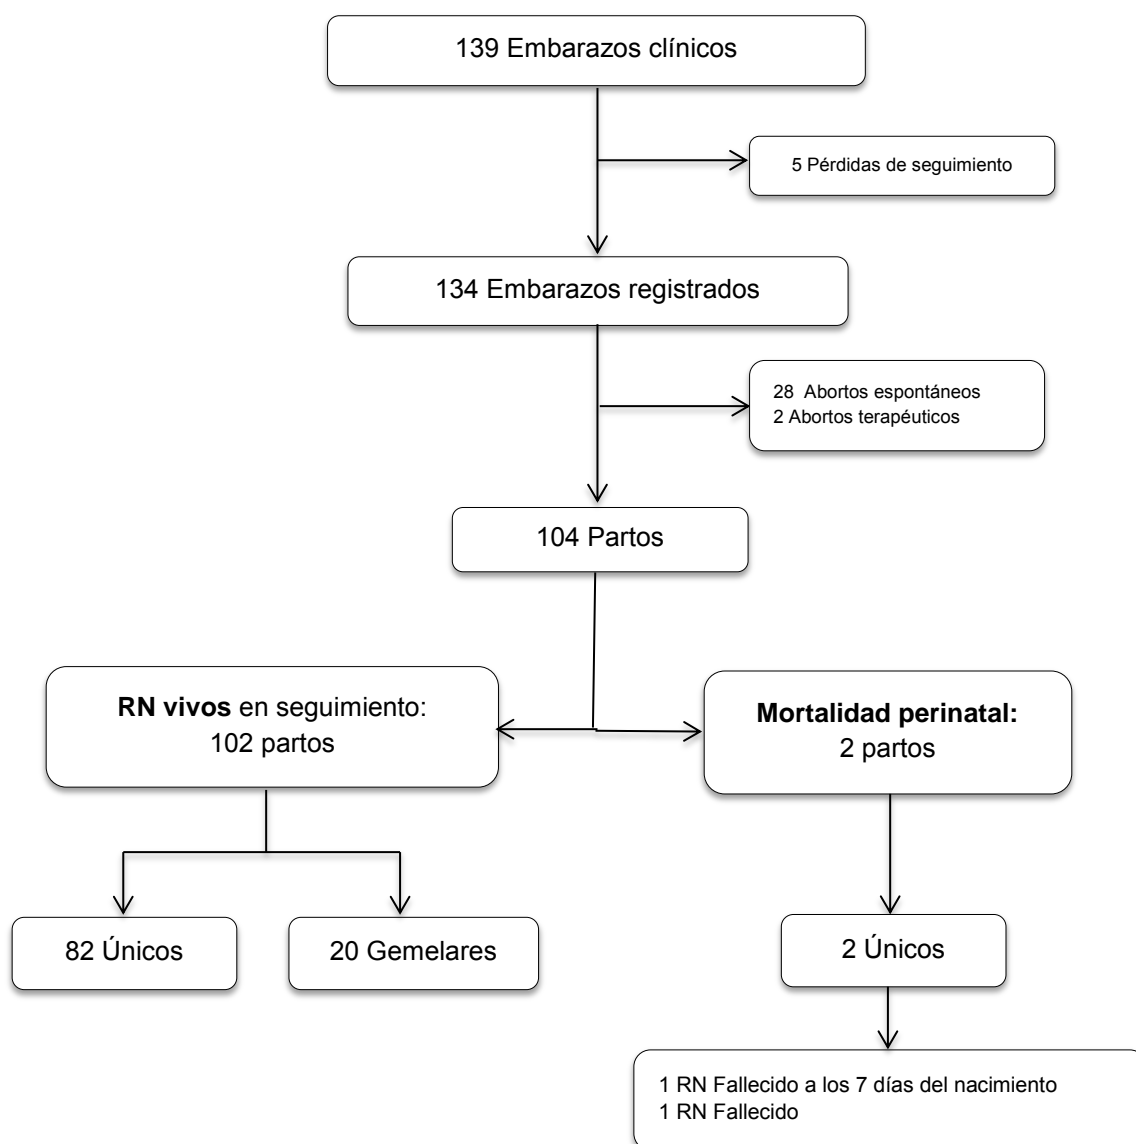 139 Embarazos clínicos
5 Pérdidas de seguimiento
134 Embarazos registrados
28 Abortos espontáneos
2 Abortos terapéuticos
104 Partos
RN vivos en seguimiento:
102 partos
Mortalidad perinatal:
2 partos
82 Únicos
20 Gemelares
2 Únicos
1 RN Fallecido a los 7 días del nacimiento
1 RN Fallecido